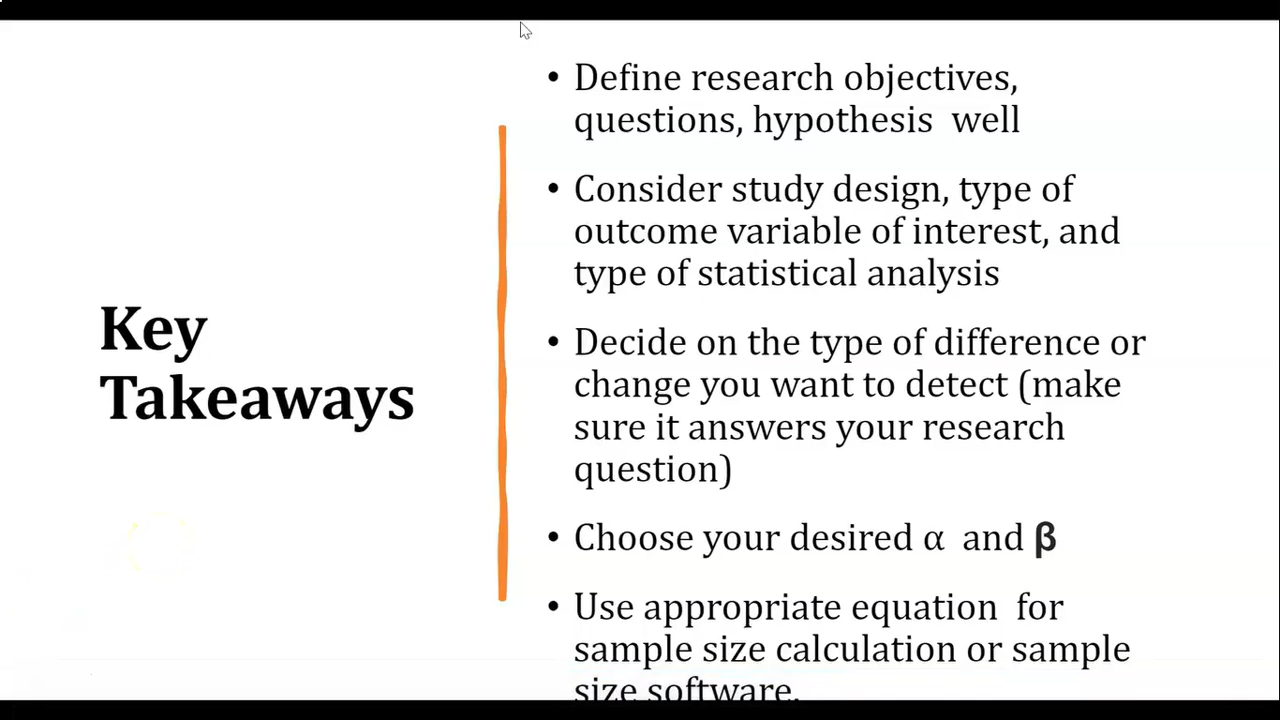 Key
Takeaways
• Define research objectives,
questions, hypothesis  well
• Consider study design, type of
outcome variable of interest, and
type of statistical analysis
• Decide on the type of difference or
change you want to detect (make
sure it answers your research
question)
• Choose your desired α  and β
• Use appropriate equation  for
sample size calculation or sample
size software.